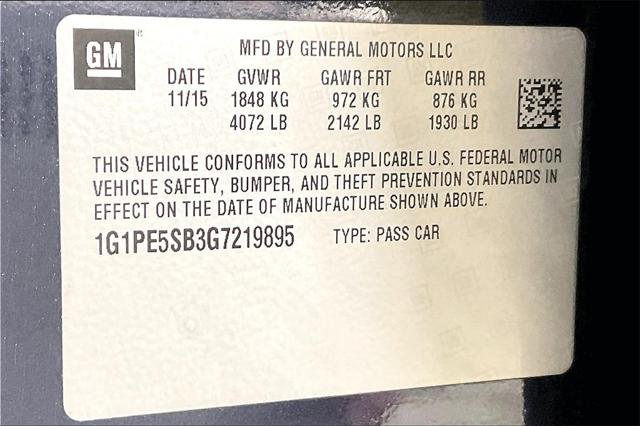 GM®
MFD BY GENERAL MOTORS LLC
DATE GVWR GAWR FRT GAWR RR
11/15 1848 KG 972 KG 876 KG
4072 LB 2142 LB 1930 LB
THIS VEHICLE CONFORMS TO ALL APPLICABLE U.S. FEDERAL MOTOR
VEHICLE SAFETY, BUMPER, AND THEFT PREVENTION STANDARDS IN
EFFECT ON THE DATE OF MANUFACTURE SHOWN ABOVE.
1G1PE5SB3G7219895 TYPE: PASS CAR